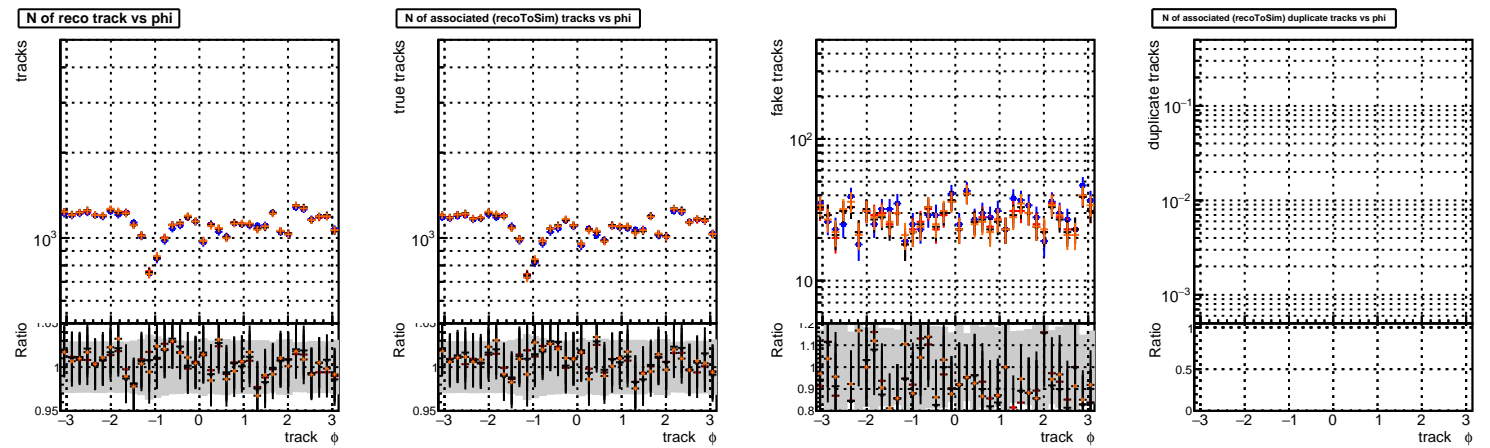 N of reco track vs phi
tracks
10³
Ratio
1.05
1
0.95
−3 −2 −1 0 1 2 3
track ϕ
N of associated (recoToSim) tracks vs phi
true tracks
10³
Ratio
1.05
1
0.95
−3 −2 −1 0 1 2 3
track ϕ
fake tracks
10²
10
Ratio
1.2
1.1
1
0.9
0.8
−3 −2 −1 0 1 2 3
track ϕ
N of associated (recoToSim) duplicate tracks vs phi
duplicate tracks
10⁻¹
10⁻²
10⁻³
Ratio
1
0.5
0
−3 −2 −1 0 1 2 3
track ϕ